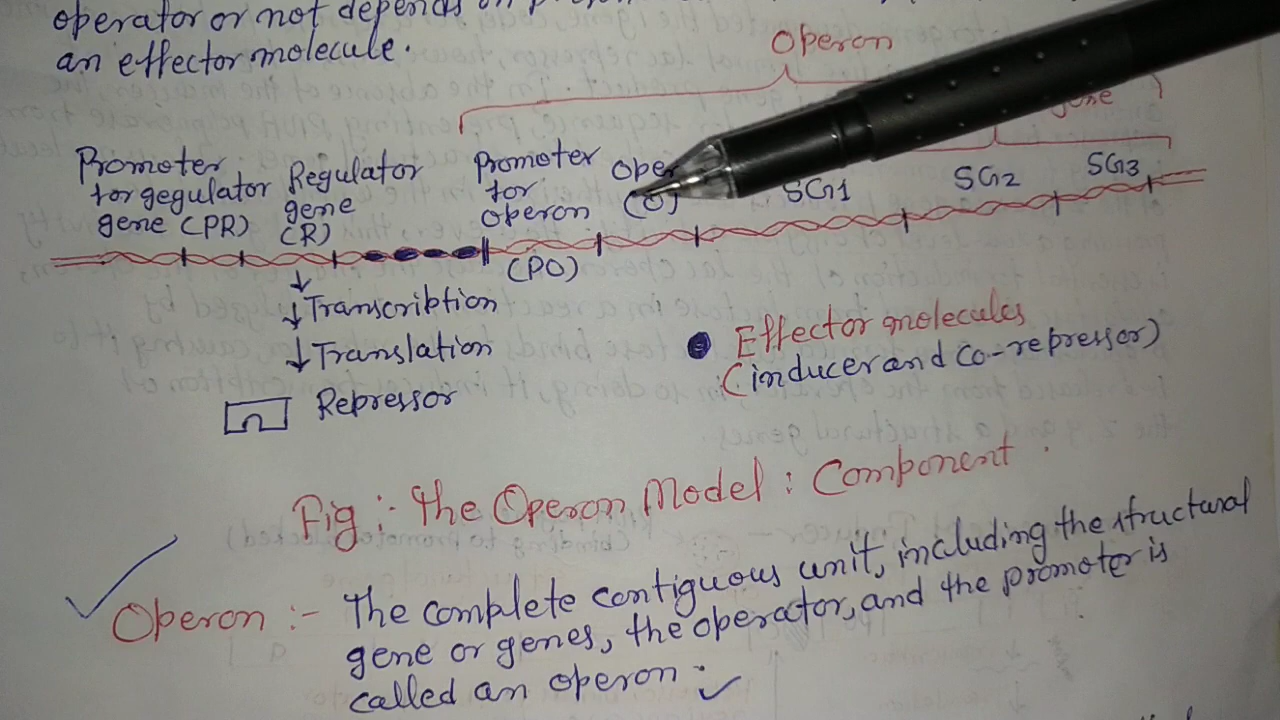 operator or not depends on
an effector molecule.
Operon
gene
Promoter
for gegulator
gene (PR)
Regulator
gene
(R)
Promoter
for
operon
(PO)
Oper
(O)
SG1
SG2
SG3
Transcription
Translation
Repressor
Effector molecules
(inducer and Co-repressor)
Fig :- The Operon Model : Component .
Operon :- The complete contiguous unit, including the structural
gene or genes, the operator, and the promoter is
called an operon .